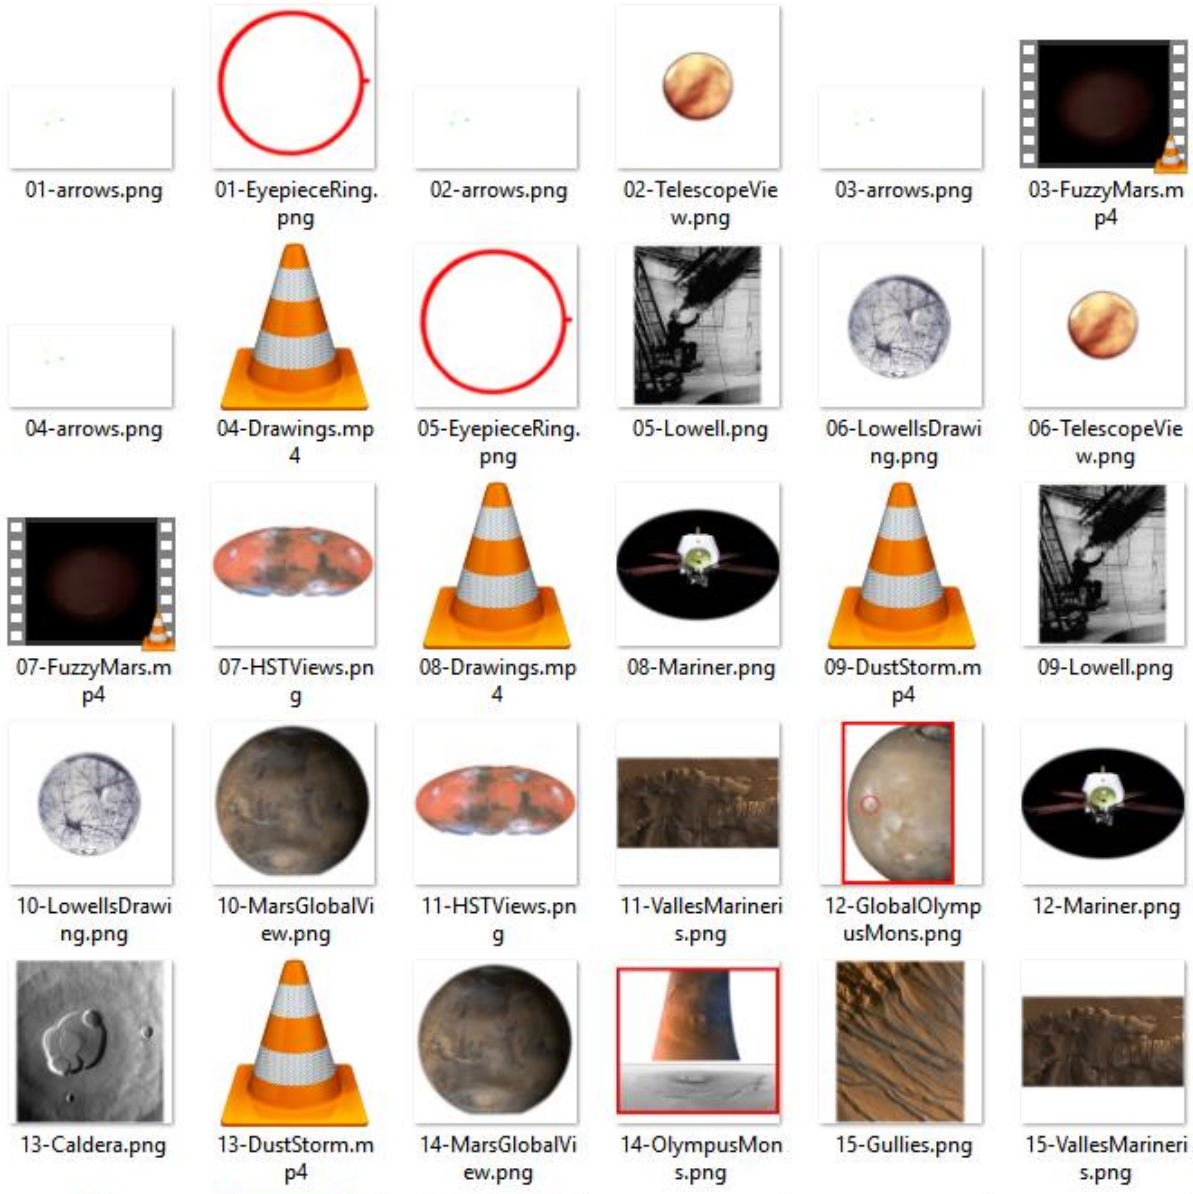 01-arrows.png
01-EyepieceRing.
png
02-arrows.png
02-TelescopeVie
w.png
03-arrows.png
03-FuzzyMars.m
p4
04-arrows.png
04-Drawings.mp
4
05-EyepieceRing.
png
05-Lowell.png
06-LowellsDrawi
ng.png
06-TelescopeVie
w.png
07-FuzzyMars.m
p4
07-HSTViews.pn
g
08-Drawings.mp
4
08-Mariner.png
09-DustStorm.m
p4
09-Lowell.png
10-LowellsDrawi
ng.png
10-MarsGlobalVi
ew.png
11-HSTViews.pn
g
11-VallesMarineri
s.png
12-GlobalOlymp
usMons.png
12-Mariner.png
13-Caldera.png
13-DustStorm.m
p4
14-MarsGlobalVi
ew.png
14-OlympusMon
s.png
15-Gullies.png
15-VallesMarineri
s.png